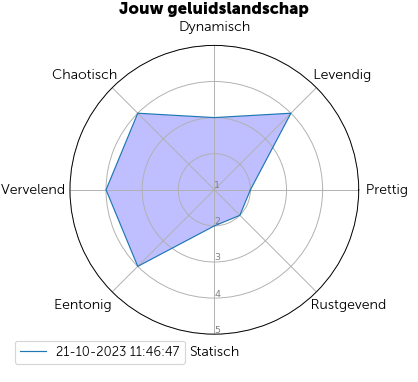 Jouw geluidslandschap
Dynamisch
Chaotisch
Levendig
Vervelend
1
Prettig
2
3
Eentonig
4
Rustgevend
5
21-10-2023 11:46:47
Statisch